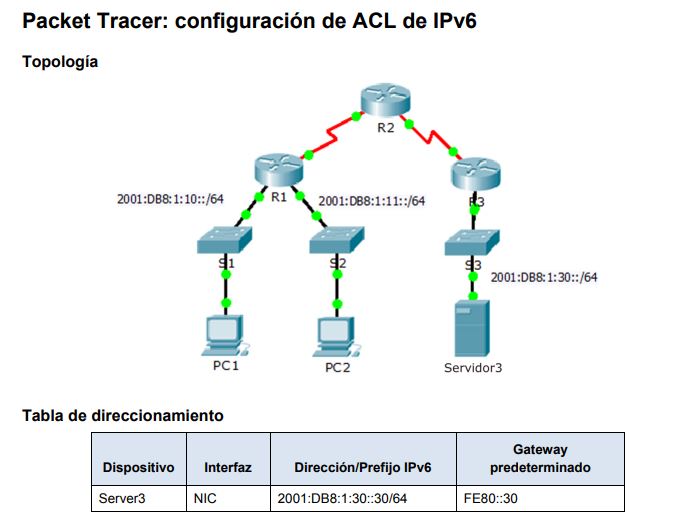 Packet Tracer: configuración de ACL de IPv6
Topología
R2
R1
R3
2001:DB8:1:10::/64
2001:DB8:1:11::/64
S1
S2
S3
2001:DB8:1:30::/64
PC1
PC2
Servidor3
Tabla de direccionamiento
Dispositivo Interfaz Dirección/Prefijo IPv6 Gateway predeterminado
Server3 NIC 2001:DB8:1:30::30/64 FE80::30